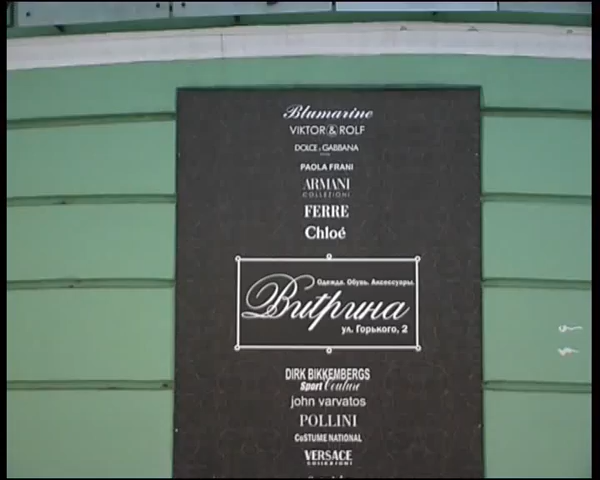 Blumarine
VIKTOR & ROLF
DOLCE & GABBANA
PAOLA FRANI
ARMANI
COLLEZIONI
FERRE
Chloé
Одежда. Обувь. Аксессуары.
Витрина
ул. Горького, 2
DIRK BIKKEMBERGS
Sport Couture
john varvatos
POLLINI
CoSTUME NATIONAL
VERSACE
COLLEZIONI